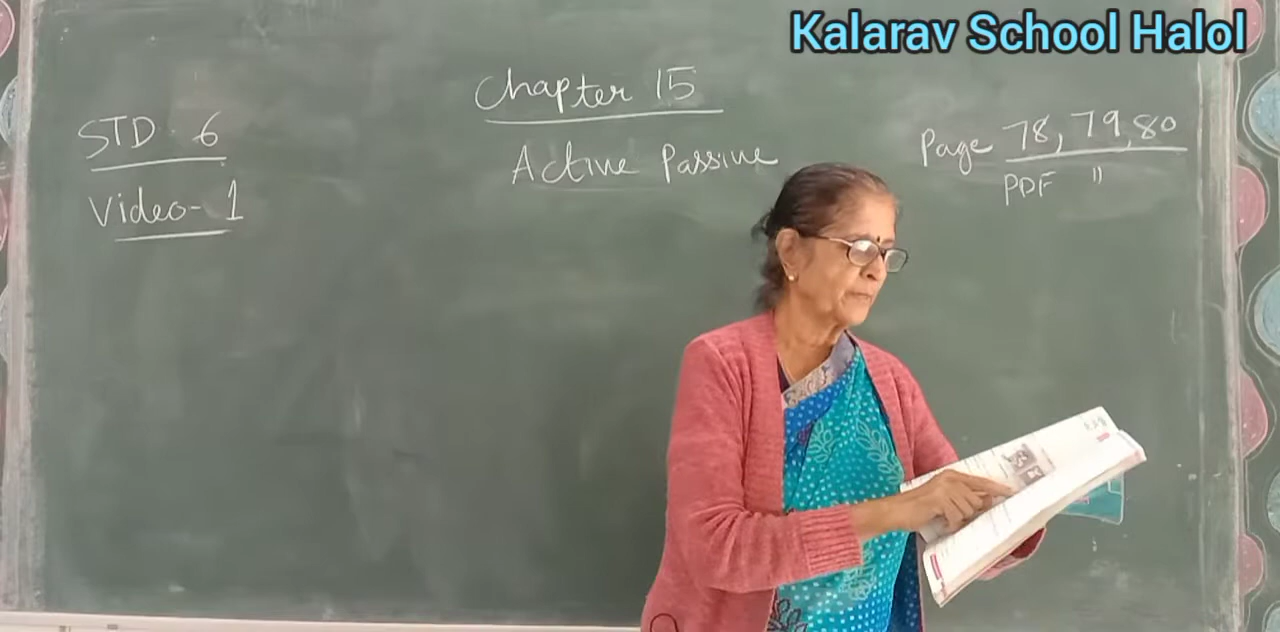 Kalarav School Halol
Chapter 15
STD 6
Active Passive
Page 78, 79, 80
PDF "
Video-1